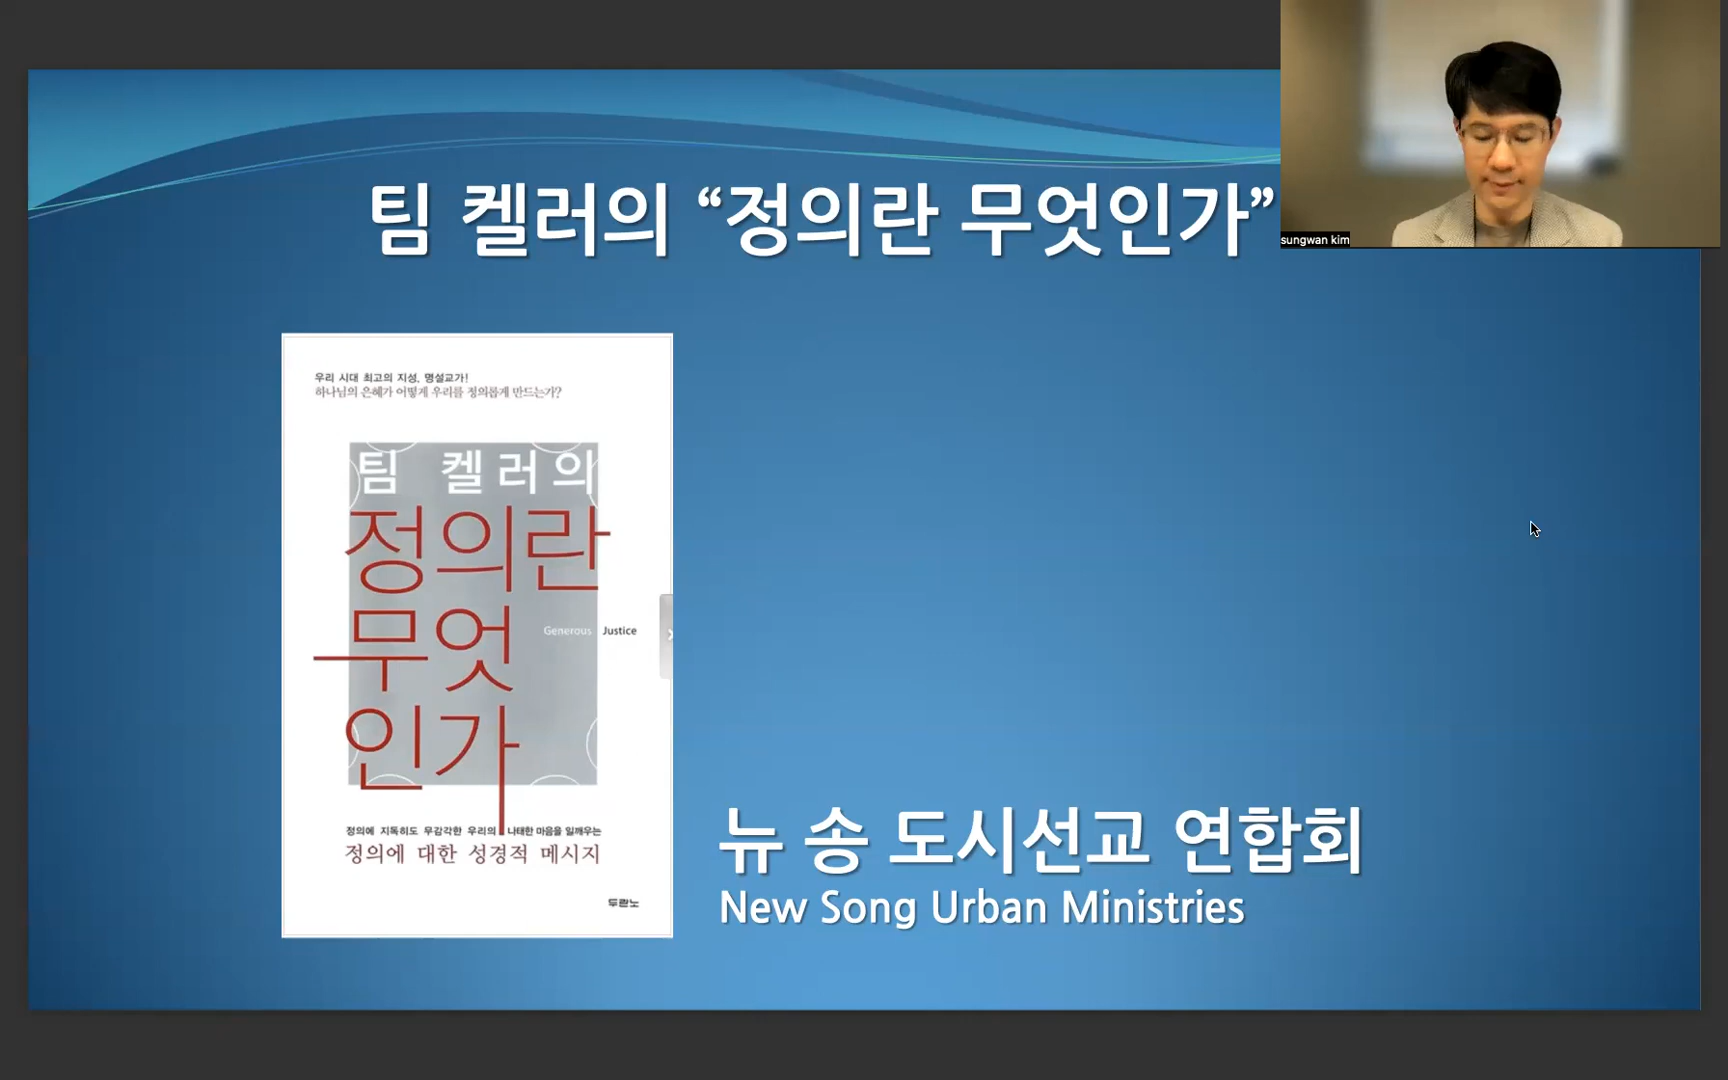 팀 켈러의 “정의란 무엇인가”
sungwan kim
우리 시대 최고의 지성, 명설교가!
하나님의 은혜가 어떻게 우리를 정의롭게 만드는가?
팀 켈러의
정의란
무엇
Generous Justice
인가
정의에 지독히도 무감각한 우리의 나태한 마음을 일깨우는
정의에 대한 성경적 메시지
두란노
뉴 송 도시선교 연합회
New Song Urban Ministries